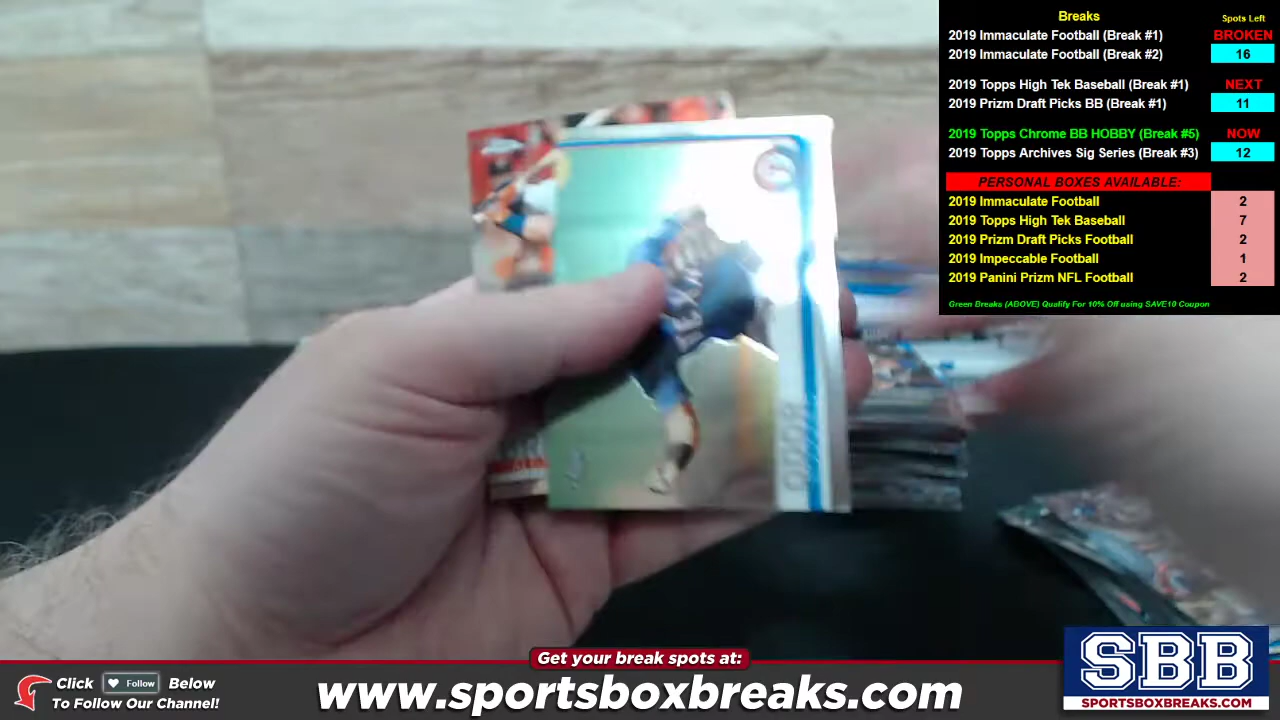 Breaks
Spots Left
2019 Immaculate Football (Break #1) BROKEN
2019 Immaculate Football (Break #2) 16
2019 Topps High Tek Baseball (Break #1) NEXT
2019 Prizm Draft Picks BB (Break #1) 11
2019 Topps Chrome BB HOBBY (Break #5) NOW
2019 Topps Archives Sig Series (Break #3) 12
PERSONAL BOXES AVAILABLE:
2019 Immaculate Football 2
2019 Topps High Tek Baseball 7
2019 Prizm Draft Picks Football 2
2019 Impeccable Football 1
2019 Panini Prizm NFL Football 2
Green Breaks (ABOVE) Qualify For 10% Off using SAVE10 Coupon
ODOR
Get your break spots at:
Click Follow Below
To Follow Our Channel!
www.sportsboxbreaks.com
SBB
SPORTSBOXBREAKS.COM